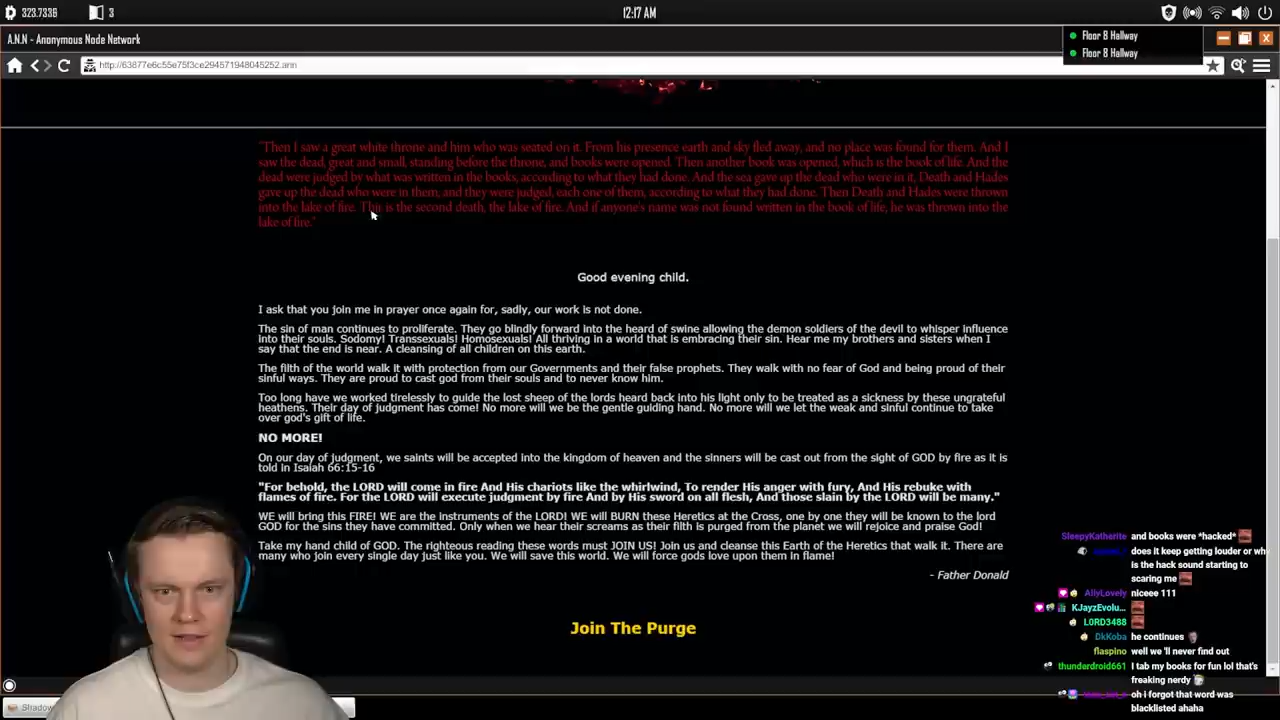 323.7336
3
12:17 AM
A.N.N - Anonymous Node Network
Floor 8 Hallway
Floor 8 Hallway
"Then I saw a great white throne and him who was seated on it. From his presence earth and sky fled away, and no place was found for them. And I
saw the dead, great and small, standing before the throne, and books were opened. Then another book was opened, which is the book of life. And the
dead were judged by what was written in the books, according to what they had done. And the sea gave up the dead who were in it, Death and Hades
gave up the dead who were in them, and they were judged, each one of them, according to what they had done. Then Death and Hades were thrown
into the lake of fire. This is the second death, the lake of fire. And if anyone's name was not found written in the book of life, he was thrown into the
lake of fire."
Good evening child.
I ask that you join me in prayer once again for, sadly, our work is not done.
The sin of man continues to proliferate. They go blindly forward into the heard of swine allowing the demon soldiers of the devil to whisper influence
into their souls. Sodomy! Transsexuals! Homosexuals! All thriving in a world that is embracing their sin. Hear me my brothers and sisters when I
say that the end is near. A cleansing of all children on this earth.
The filth of the world walk it with protection from our Governments and their false prophets. They walk with no fear of God and being proud of their
sinful ways. They are proud to cast god from their souls and to never know him.
Too long have we worked tirelessly to guide the lost sheep of the lords heard back into his light only to be treated as a sickness by these ungrateful
heathens. Their day of judgment has come! No more will we be the gentle guiding hand. No more will we let the weak and sinful continue to take
over god's gift of life.
NO MORE!
On our day of judgment, we saints will be accepted into the kingdom of heaven and the sinners will be cast out from the sight of GOD by fire as it is
told in Isaiah 66:15-16
"For behold, the LORD will come in fire And His chariots like the whirlwind, To render His anger with fury, And His rebuke with
flames of fire. For the LORD will execute judgment by fire And by His sword on all flesh, And those slain by the LORD will be many."
WE will bring this FIRE! WE are the instruments of the LORD! WE will BURN these Heretics at the Cross, one by one they will be known to the lord
GOD for the sins they have committed. Only when we hear their screams as their filth is purged from the planet we will rejoice and praise God!
Take my hand child of GOD. The righteous reading these words must JOIN US! Join us and cleanse this Earth of the Heretics that walk it. There are
many who join every single day just like you. We will save this world. We will force gods love upon them in flame!
- Father Donald
Join The Purge
SleepyKatherite and books were *hacked*
does it keep getting louder or why
is the hack sound starting to
scaring me
AllyLovely niceee 111
KJayzEvolu...
L0RD3488
DkKoba he continues
flaspino well we'll never find out
thunderdroid661 I tab my books for fun lol that's
freaking nerdy
oh i forgot that word was
blacklisted ahaha
Shadow